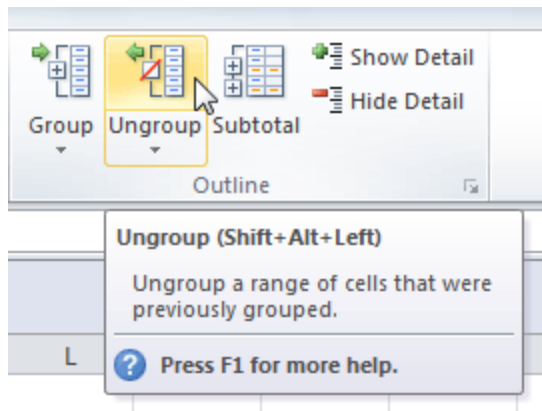 Show Detail
Hide Detail
Group Ungroup Subtotal
Outline
Ungroup (Shift+Alt+Left)
Ungroup a range of cells that were
previously grouped.
L
Press F1 for more help.